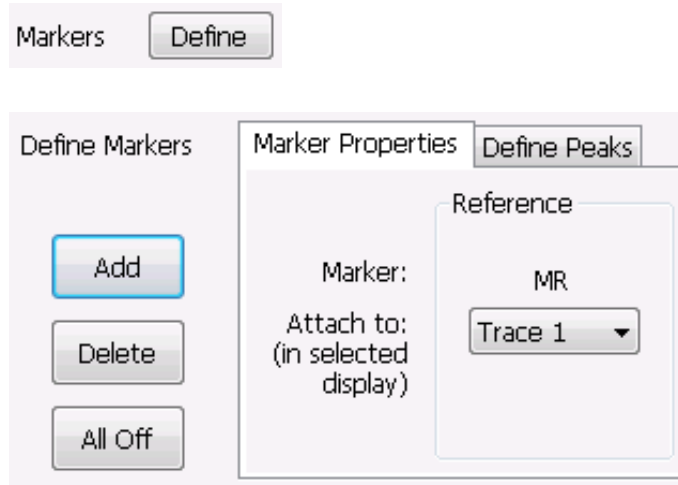 Markers Define
Define Markers Marker Properties Define Peaks
Reference
Add Marker: MR
Attach to: Trace 1
Delete (in selected
display)
All Off